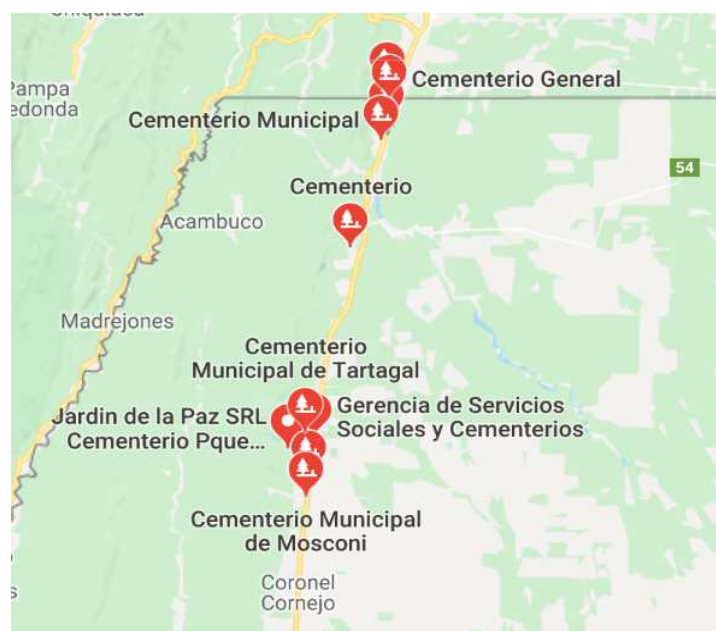 Pampa
Cementerio General
Cementerio Municipal
Cementerio
54
Acambuco
Madrejones
Cementerio
Municipal de Tartagal
Jardin de la Paz SRL
Cementerio Pque...
Gerencia de Servicios
Sociales y Cementerios
Cementerio Municipal
de Mosconi
Coronel
Cornejo